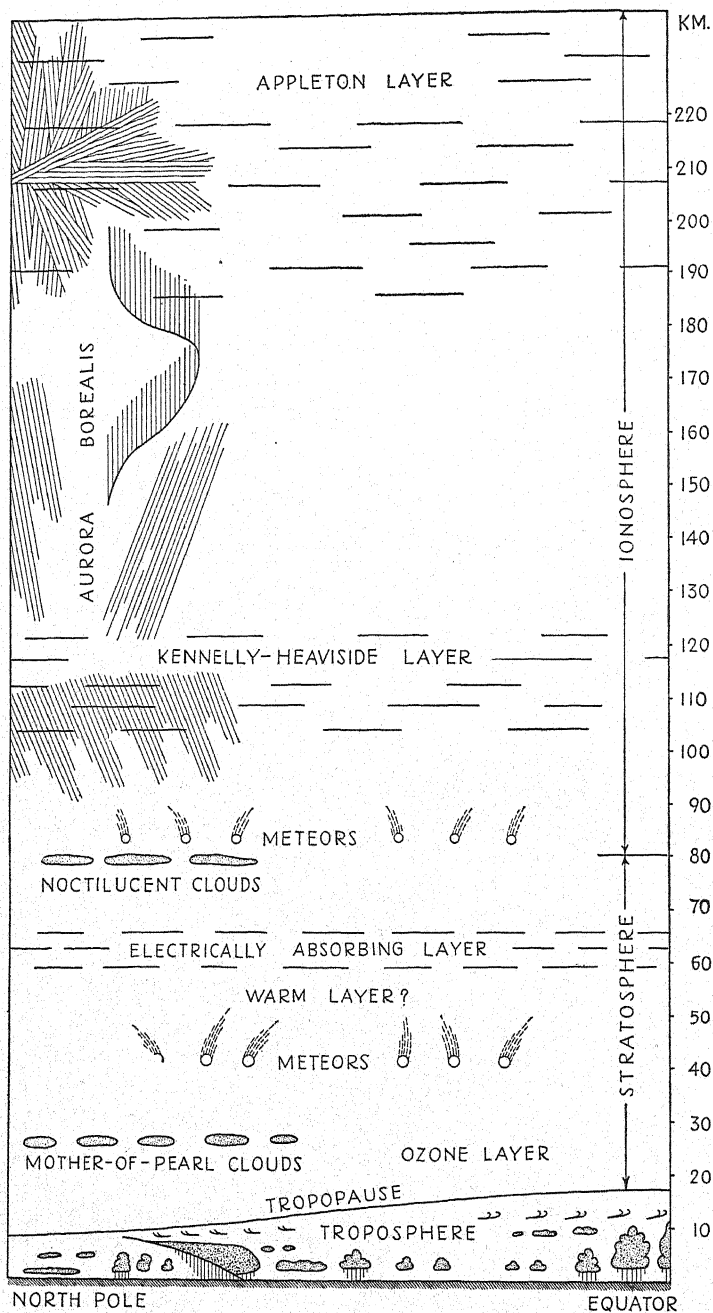 KM.
APPLETON LAYER
220
210
200
190
180
170
160
150
140
130
120
110
100
90
80
70
60
50
40
30
20
10
AURORA BOREALIS
IONOSPHERE
KENNELLY-HEAVISIDE LAYER
METEORS
NOCTILUCENT CLOUDS
STRATOSPHERE
ELECTRICALLY ABSORBING LAYER
WARM LAYER?
METEORS
MOTHER-OF-PEARL CLOUDS
OZONE LAYER
TROPOPAUSE
TROPOSPHERE
NORTH POLE
EQUATOR